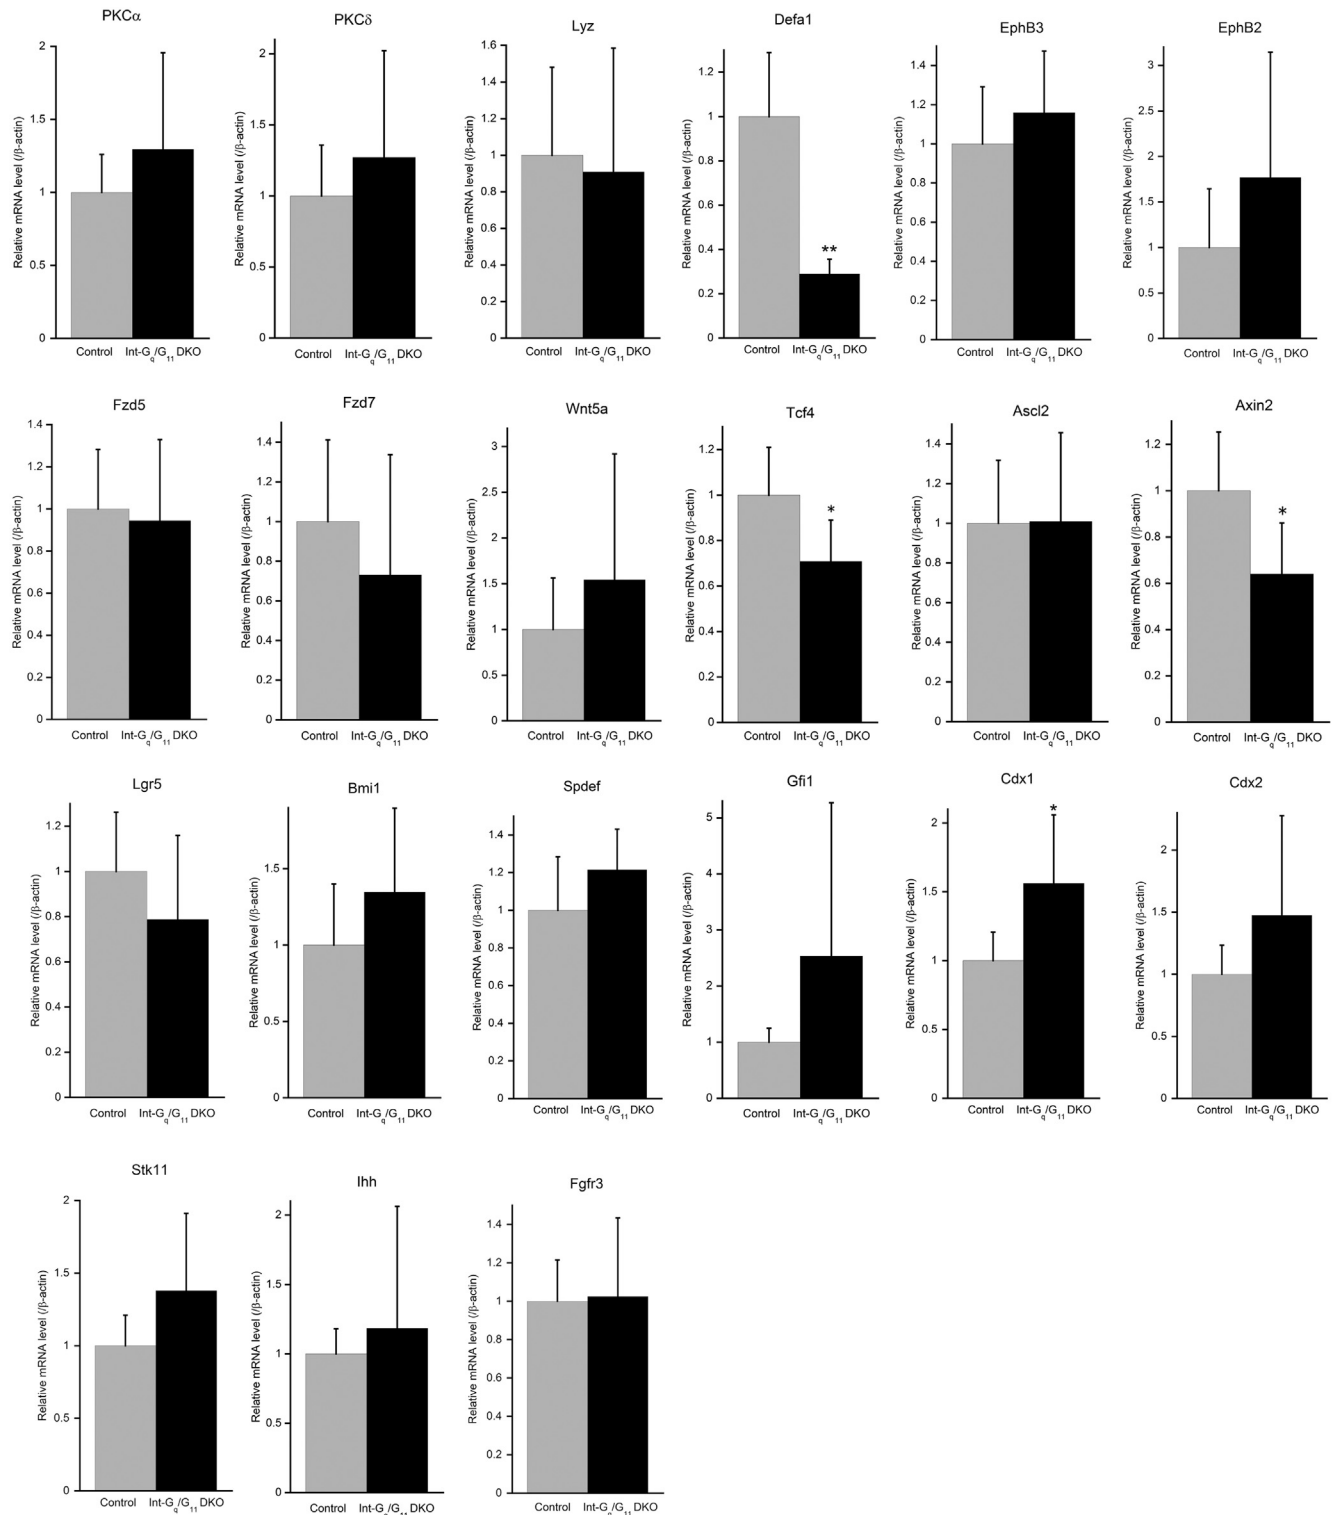 PKCα
Relative mRNA level (/β-actin)
2
1.5
1
0.5
0
Control Int-Gq/G11 DKO
PKCδ
Relative mRNA level (/β-actin)
2
1.5
1
0.5
0
Control Int-Gq/G11 DKO
Lyz
Relative mRNA level (/β-actin)
1.6
1.4
1.2
1
0.8
0.6
0.4
0.2
0
Control Int-Gq/G11 DKO
Defa1
Relative mRNA level (/β-actin)
1.2
1
0.8
0.6
0.4
0.2
0
**
Control Int-Gq/G11 DKO
EphB3
Relative mRNA level (/β-actin)
1.4
1.2
1
0.8
0.6
0.4
0.2
0
Control Int-Gq/G11 DKO
EphB2
Relative mRNA level (/β-actin)
3
2.5
2
1.5
1
0.5
0
Control Int-Gq/G11 DKO
Fzd5
Relative mRNA level (/β-actin)
1.4
1.2
1
0.8
0.6
0.4
0.2
0
Control Int-Gq/G11 DKO
Fzd7
Relative mRNA level (/β-actin)
1.4
1.2
1
0.8
0.6
0.4
0.2
0
Control Int-Gq/G11 DKO
Wnt5a
Relative mRNA level (/β-actin)
3
2.5
2
1.5
1
0.5
0
Control Int-Gq/G11 DKO
Tcf4
Relative mRNA level (/β-actin)
1.2
1
0.8
0.6
0.4
0.2
0
*
Control Int-Gq/G11 DKO
Ascl2
Relative mRNA level (/β-actin)
1.4
1.2
1
0.8
0.6
0.4
0.2
0
Control Int-Gq/G11 DKO
Axin2
Relative mRNA level (/β-actin)
1.2
1
0.8
0.6
0.4
0.2
0
*
Control Int-Gq/G11 DKO
Lgr5
Relative mRNA level (/β-actin)
1.2
1
0.8
0.6
0.4
0.2
0
Control Int-Gq/G11 DKO
Bmi1
Relative mRNA level (/β-actin)
1.5
1
0.5
0
Control Int-Gq/G11 DKO
Spdef
Relative mRNA level (/β-actin)
1.4
1.2
1
0.8
0.6
0.4
0.2
0
Control Int-Gq/G11 DKO
Gfi1
Relative mRNA level (/β-actin)
5
4
3
2
1
0
Control Int-Gq/G11 DKO
Cdx1
Relative mRNA level (/β-actin)
2
1.5
1
0.5
0
*
Control Int-Gq/G11 DKO
Cdx2
Relative mRNA level (/β-actin)
2
1.5
1
0.5
0
Control Int-Gq/G11 DKO
Stk11
Relative mRNA level (/β-actin)
2
1.5
1
0.5
0
Control Int-Gq/G11 DKO
Ihh
Relative mRNA level (/β-actin)
2
1.5
1
0.5
0
Control Int-Gq/G11 DKO
Fgfr3
Relative mRNA level (/β-actin)
1.4
1.2
1
0.8
0.6
0.4
0.2
0
Control Int-Gq/G11 DKO